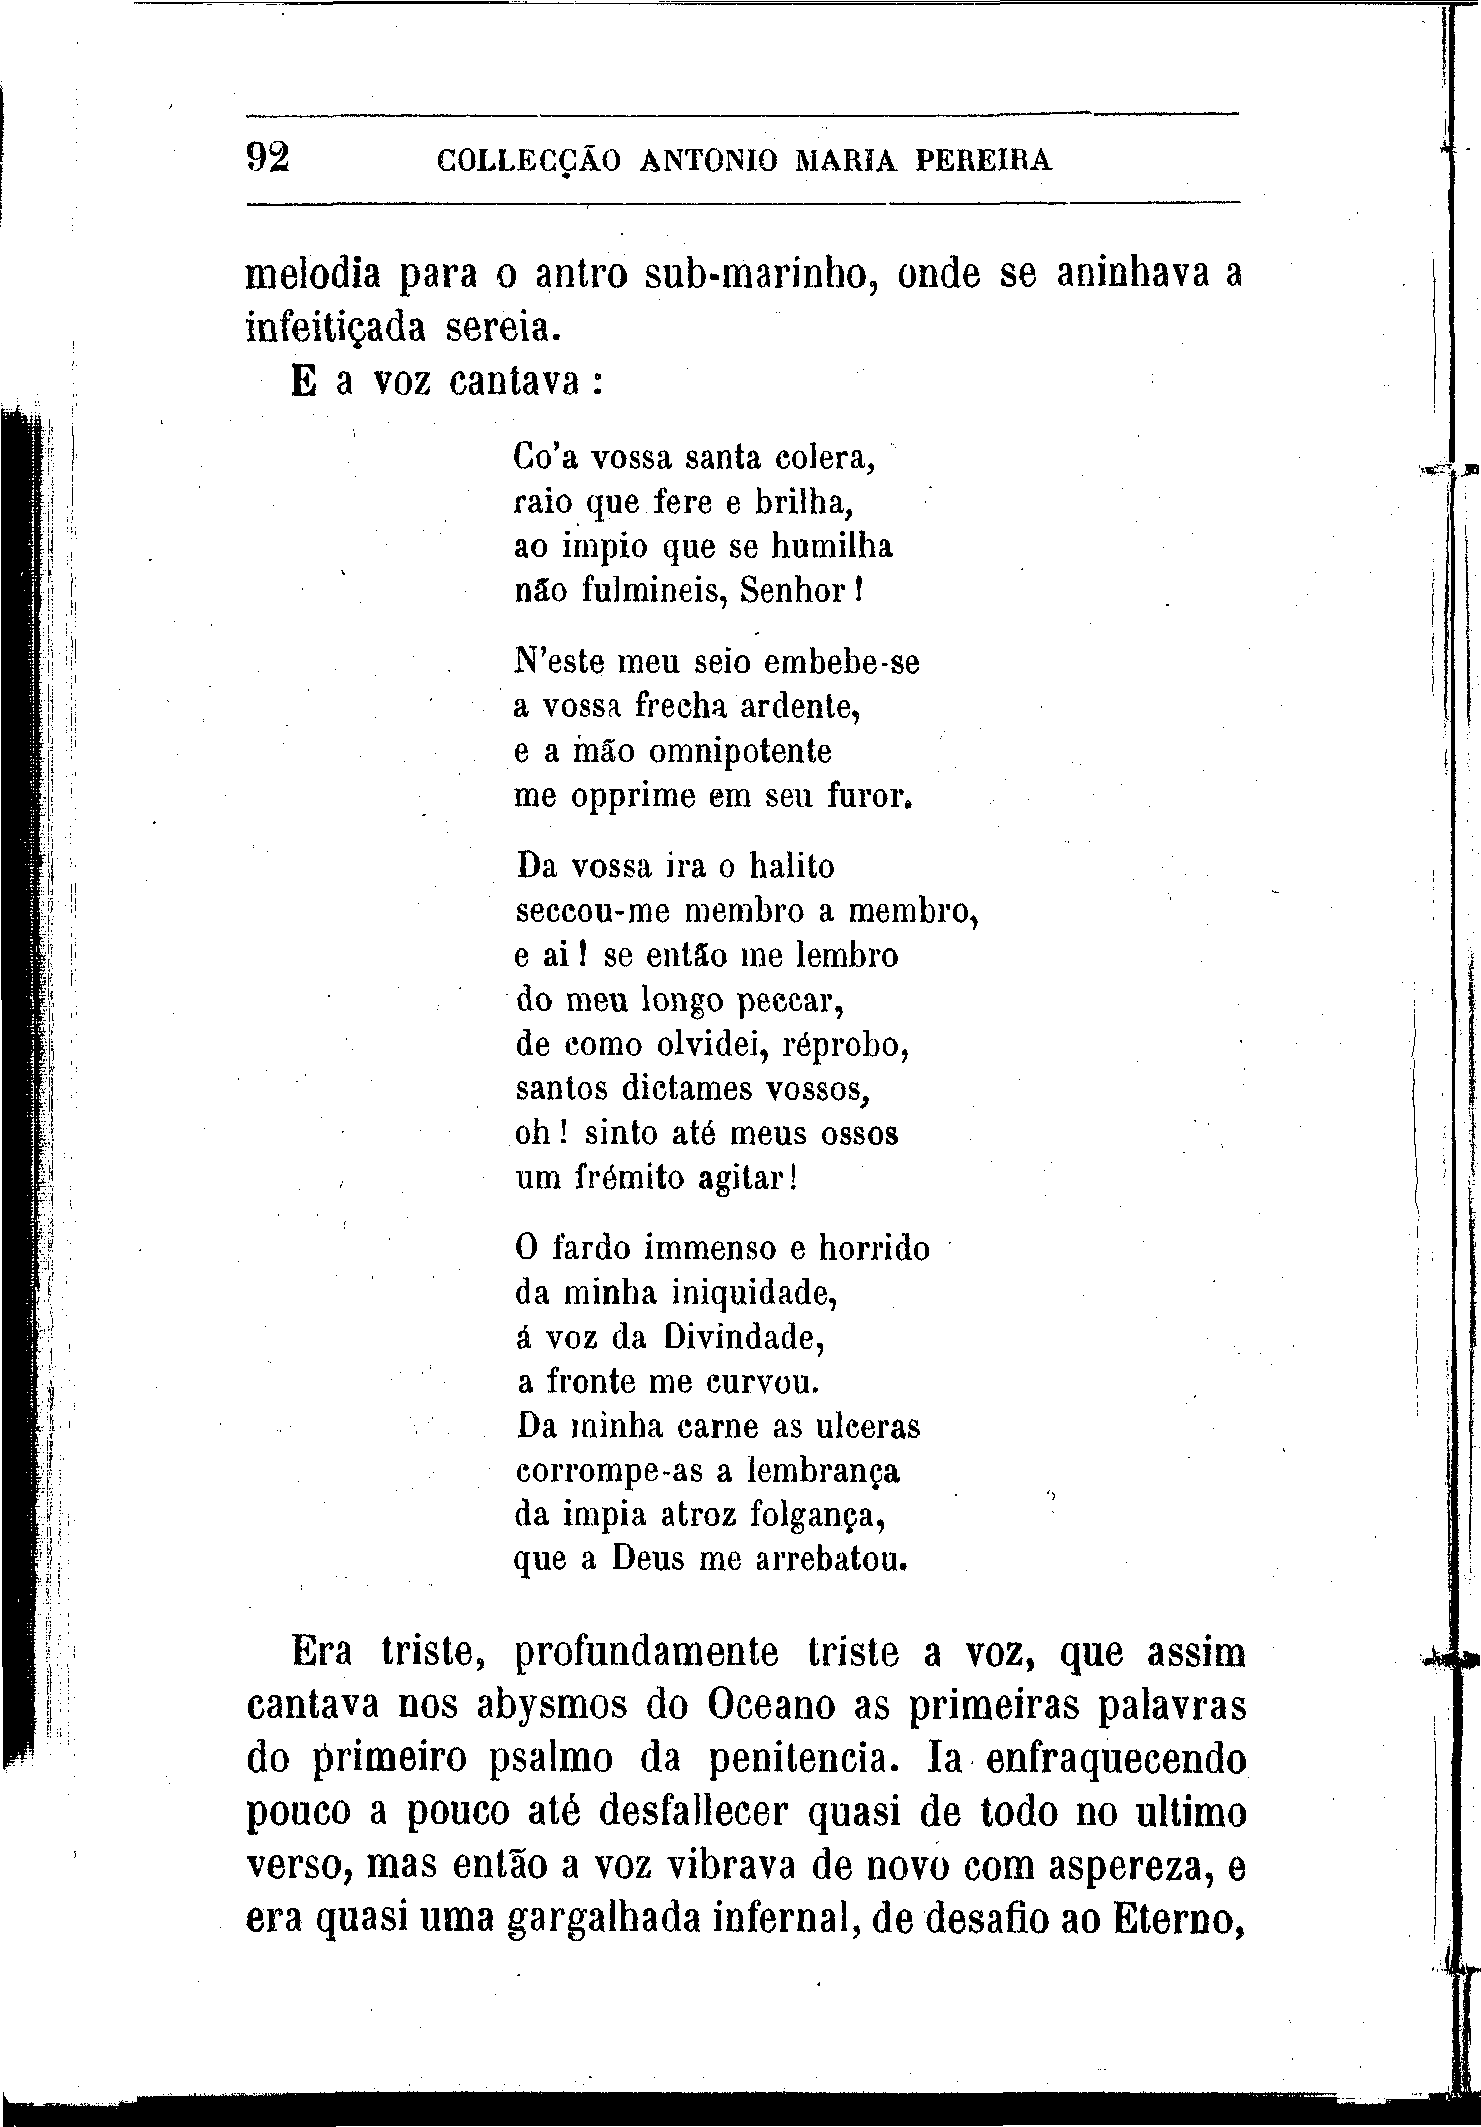 92 COLLECÇÃO ANTONIO MARIA PEREIRA
melodia para o antro sub-marinho, onde se aninhava a
infeitiçada sereia.
E a voz cantava :
Co'a vossa santa colera,
raio que fere e brilha,
ao impio que se humilha
não fulmineis, Senhor !
N'este meu seio embebe-se
a vossa frecha ardente,
e a mão omnipotente
me opprime em seu furor.
Da vossa ira o halito
seccou-me membro a membro,
e ai ! se então me lembro
do meu longo peccar,
de como olvidei, réprobo,
santos dictames vossos,
oh ! sinto até meus ossos
um frémito agitar!
O fardo immenso e horrido
da minha iniquidade,
á voz da Divindade,
a fronte me curvou.
Da minha carne as ulceras
corrompe-as a lembrança
da impia atroz folgança,
que a Deus me arrebatou.
Era triste, profundamente triste a voz, que assim
cantava nos abysmos do Oceano as primeiras palavras
do primeiro psalmo da penitencia. Ia enfraquecendo
pouco a pouco até desfallecer quasi de todo no ultimo
verso, mas então a voz vibrava de novo com aspereza, e
era quasi uma gargalhada infernal, de desafio ao Eterno,